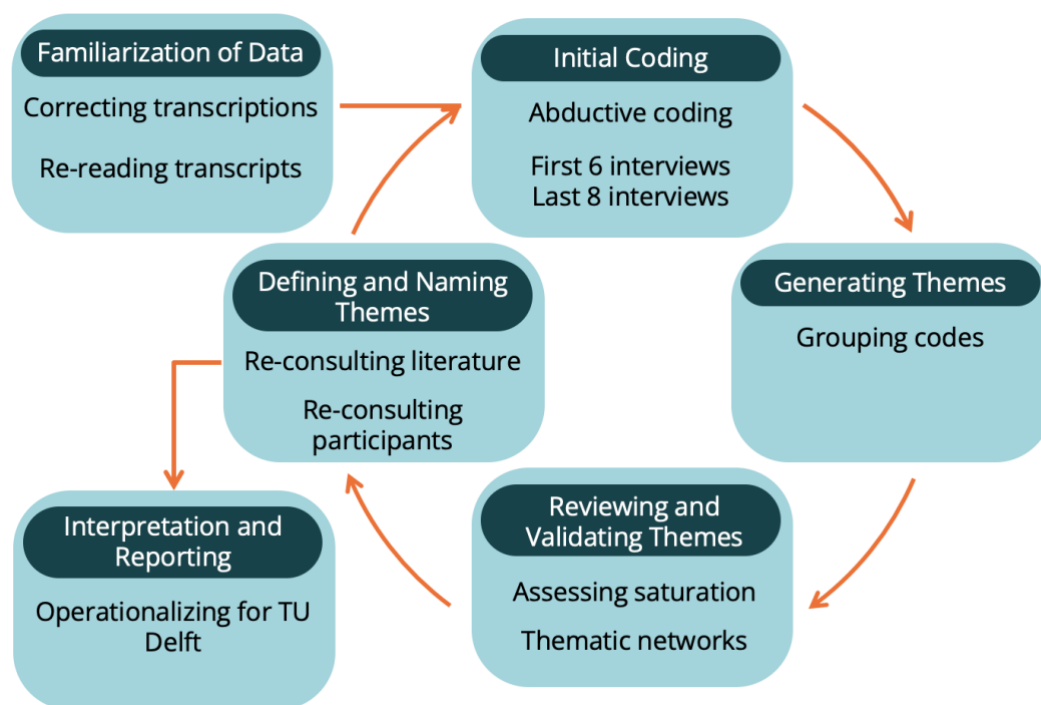 Familiarization of Data
Correcting transcriptions
Re-reading transcripts
Initial Coding
Abductive coding
First 6 interviews
Last 8 interviews
Generating Themes
Grouping codes
Reviewing and
Validating Themes
Assessing saturation
Thematic networks
Defining and Naming
Themes
Re-consulting literature
Re-consulting
participants
Interpretation and
Reporting
Operationalizing for TU
Delft